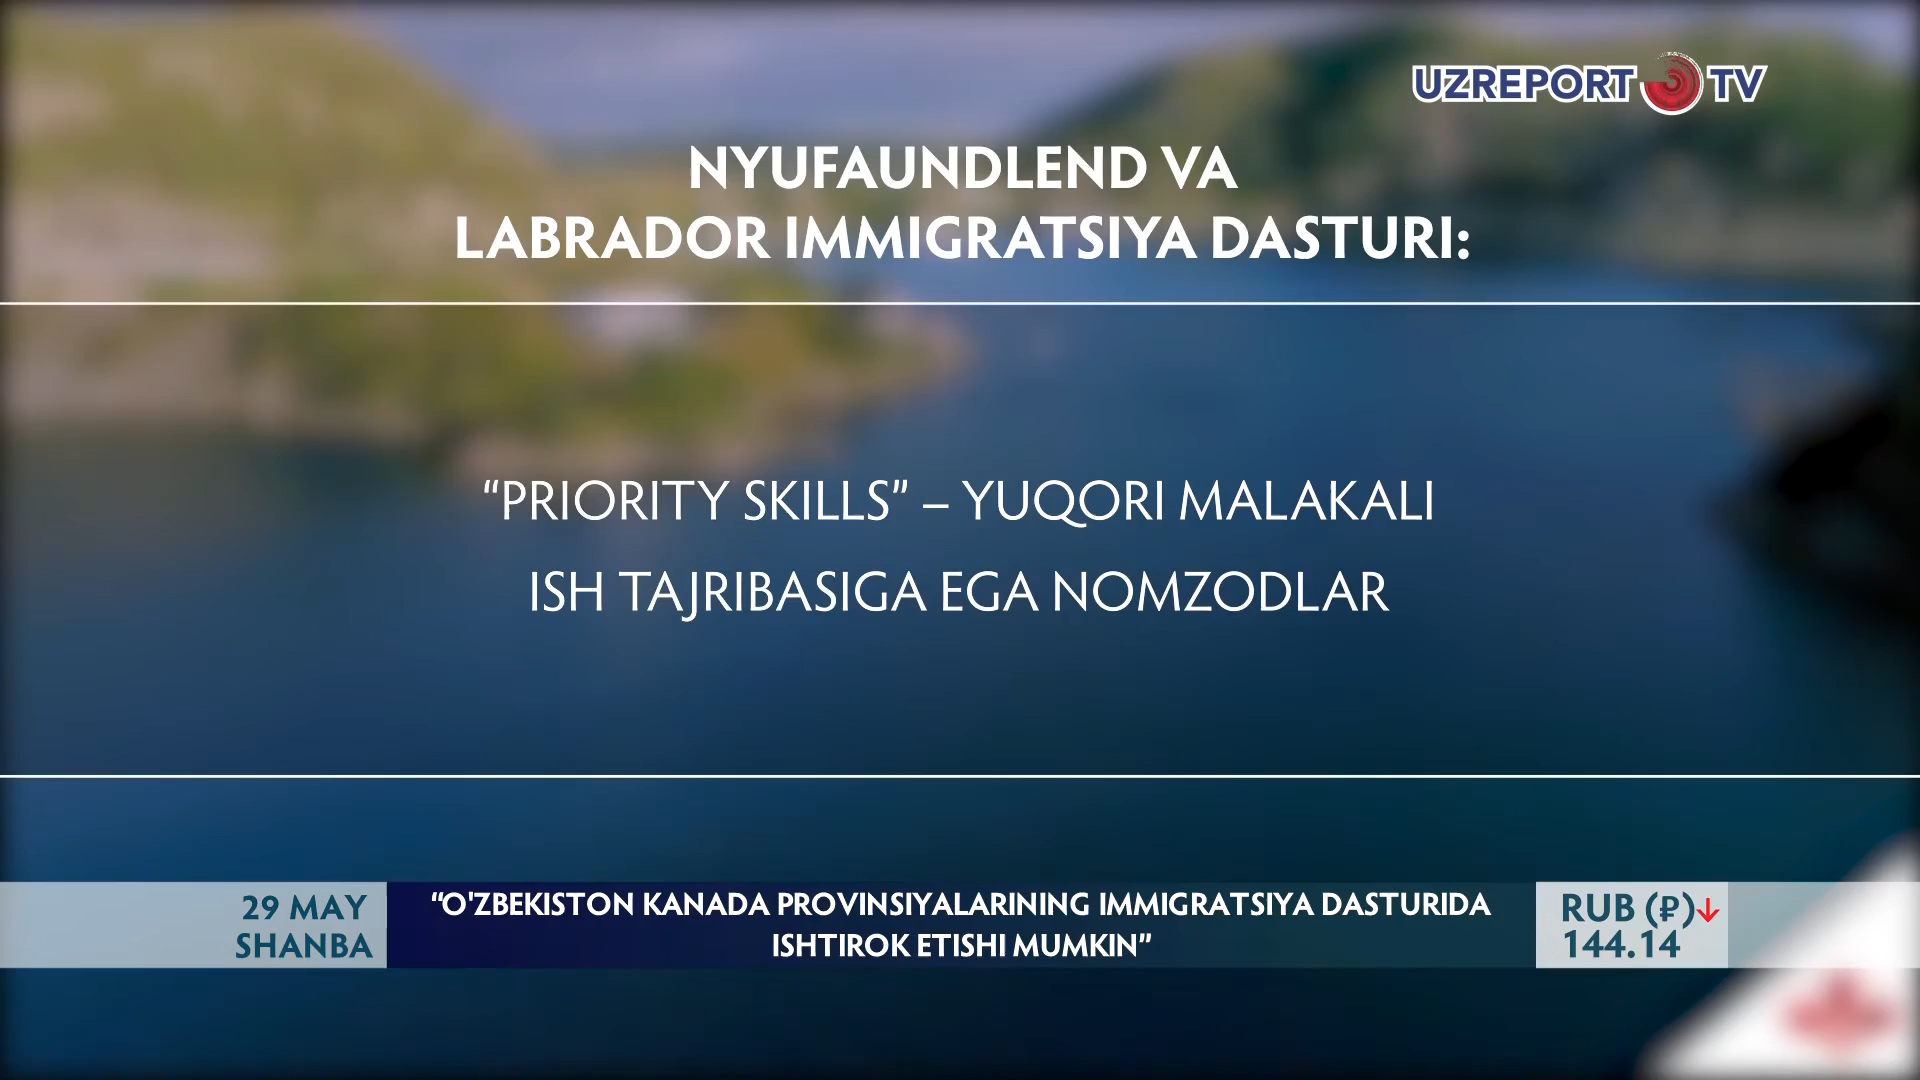 UZREPORT TV
NYUFAUNDLEND VA
LABRADOR IMMIGRATSIYA DASTURI:
“PRIORITY SKILLS” – YUQORI MALAKALI
ISH TAJRIBASIGA EGA NOMZODLAR
29 MAY
SHANBA
“O'ZBEKISTON KANADA PROVINSIYALARINING IMMIGRATSIYA DASTURIDA
ISHTIROK ETISHI MUMKIN”
RUB (₽)↓
144.14